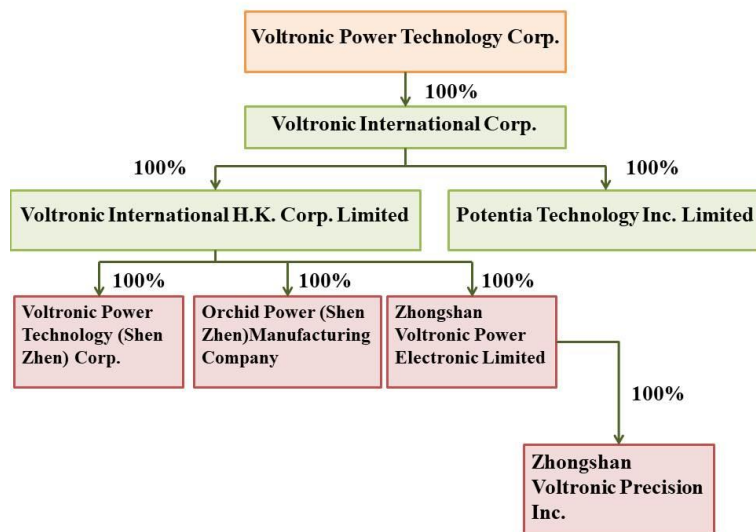 Voltronic Power Technology Corp.
100%
Voltronic International Corp.
100%
100%
Voltronic International H.K. Corp. Limited
Potentia Technology Inc. Limited
100%
100%
100%
Voltronic Power
Technology (Shen
Zhen) Corp.
Orchid Power (Shen
Zhen)Manufacturing
Company
Zhongshan
Voltronic Power
Electronic Limited
100%
Zhongshan
Voltronic Precision
Inc.